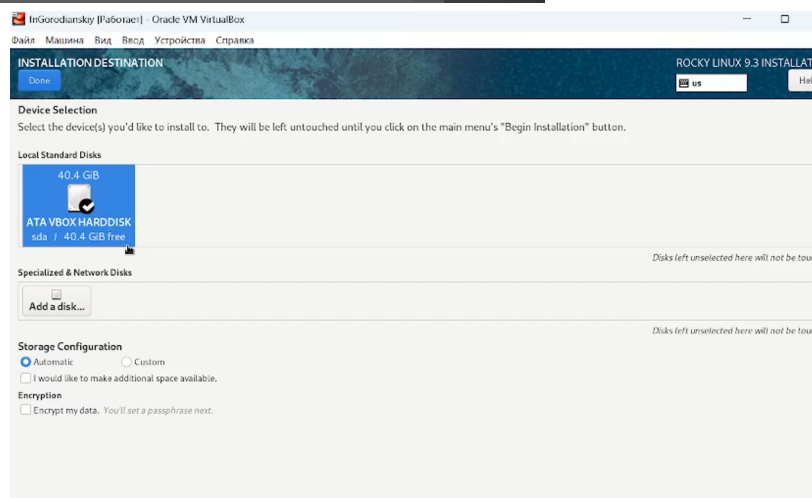 InGorodianskiy [Работает] - Oracle VM VirtualBox
Файл Машина Вид Ввод Устройства Справка
INSTALLATION DESTINATION
ROCKY LINUX 9.3 INSTALLAT
Done
us
Hel
Device Selection
Select the device(s) you'd like to install to. They will be left untouched until you click on the main menu's "Begin Installation" button.
Local Standard Disks
40.4 GiB
ATA VBOX HARDDISK
sda / 40.4 GiB free
Disks left unselected here will not be tou
Specialized & Network Disks
Add a disk...
Disks left unselected here will not be tou
Storage Configuration
Automatic Custom
I would like to make additional space available.
Encryption
Encrypt my data. You'll set a passphrase next.